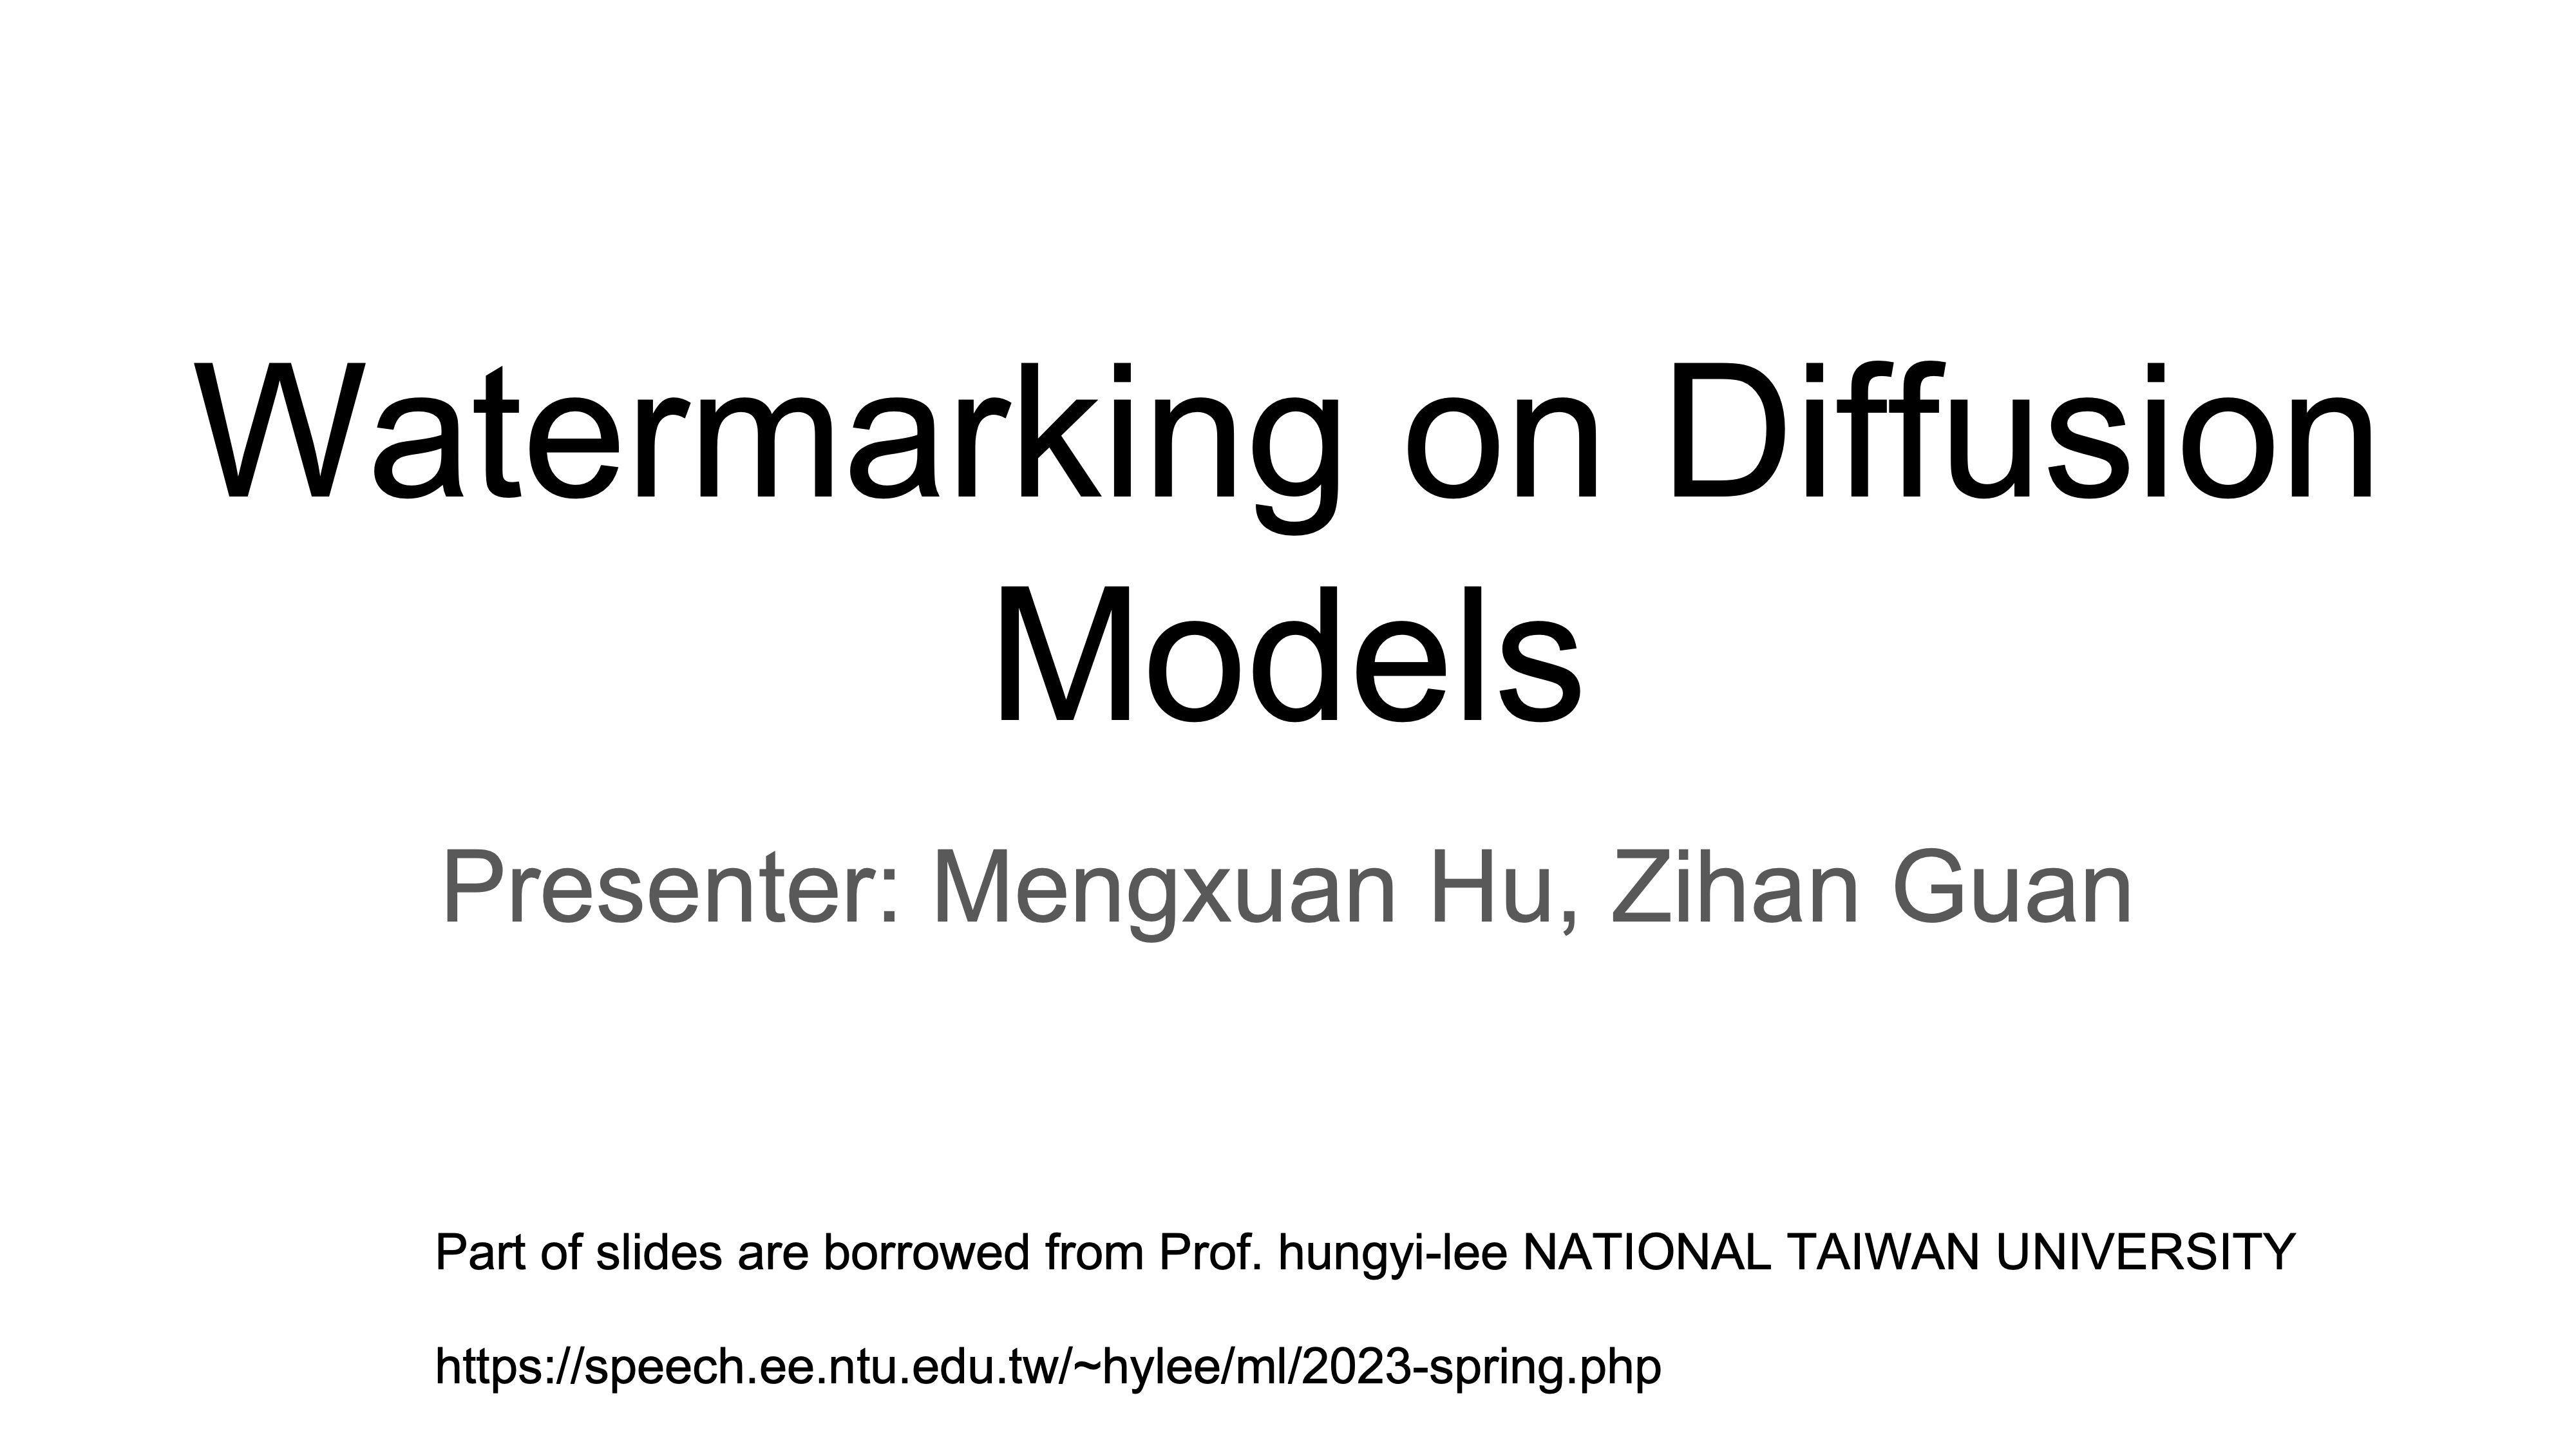 Watermarking on Diffusion
Models
Presenter: Mengxuan Hu, Zihan Guan
Part of slides are borrowed from Prof. hungyi-lee NATIONAL TAIWAN UNIVERSITY
https://speech.ee.ntu.edu.tw/~hylee/ml/2023-spring.php